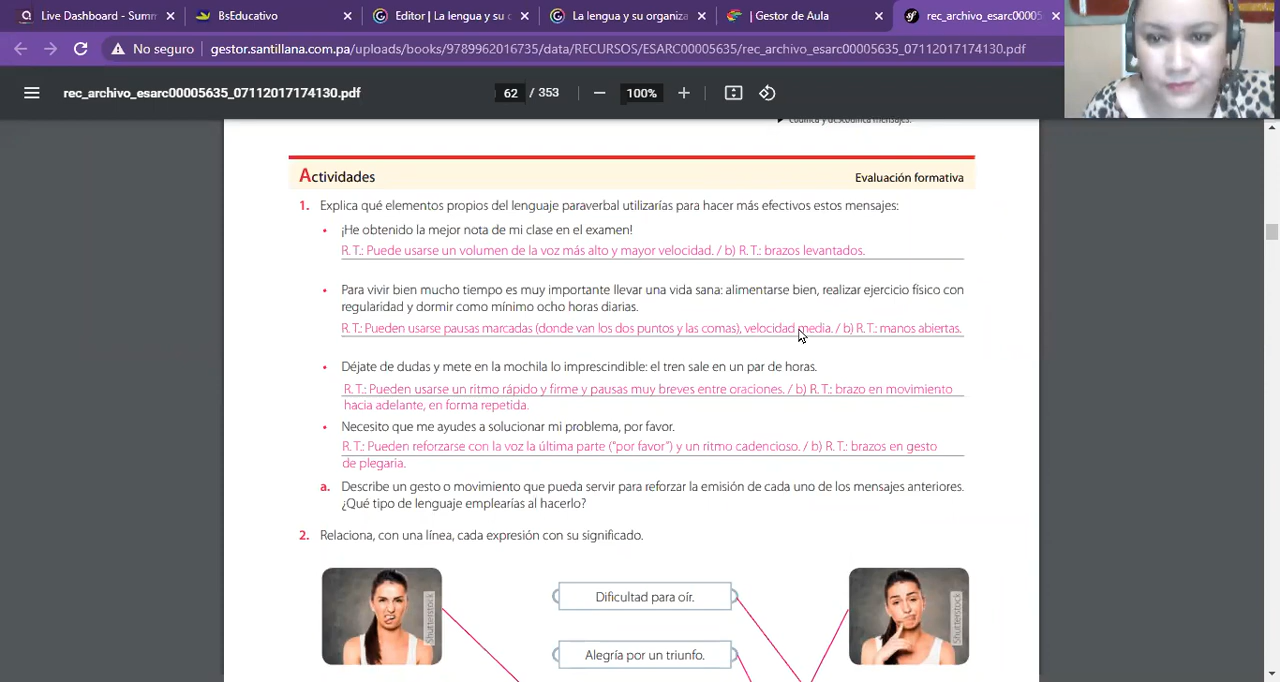 Live Dashboard - Summ
BsEducativo
Editor | La lengua y su o
La lengua y su organiza
| Gestor de Aula
rec_archivo_esarc00005
No seguro
gestor.santillana.com.pa/uploads/books/9789962016735/data/RECURSOS/ESARC00005635/rec_archivo_esarc00005635_07112017174130.pdf
rec_archivo_esarc00005635_07112017174130.pdf
62 / 353
100%
Codifica y decodifica mensajes.
Actividades
Evaluación formativa
1. Explica qué elementos propios del lenguaje paraverbal utilizarías para hacer más efectivos estos mensajes:
• ¡He obtenido la mejor nota de mi clase en el examen!
R. T.: Puede usarse un volumen de la voz más alto y mayor velocidad. / b) R. T.: brazos levantados.
• Para vivir bien mucho tiempo es muy importante llevar una vida sana: alimentarse bien, realizar ejercicio físico con
regularidad y dormir como mínimo ocho horas diarias.
R. T.: Pueden usarse pausas marcadas (donde van los dos puntos y las comas), velocidad media. / b) R. T.: manos abiertas.
• Déjate de dudas y mete en la mochila lo imprescindible: el tren sale en un par de horas.
R. T.: Pueden usarse un ritmo rápido y firme y pausas muy breves entre oraciones. / b) R. T.: brazo en movimiento
hacia adelante, en forma repetida.
• Necesito que me ayudes a solucionar mi problema, por favor.
R. T.: Pueden reforzarse con la voz la última parte ("por favor") y un ritmo cadencioso. / b) R. T.: brazos en gesto
de plegaria.
a. Describe un gesto o movimiento que pueda servir para reforzar la emisión de cada uno de los mensajes anteriores.
¿Qué tipo de lenguaje emplearías al hacerlo?
2. Relaciona, con una línea, cada expresión con su significado.
Shutterstock
Dificultad para oír.
Shutterstock
Alegría por un triunfo.